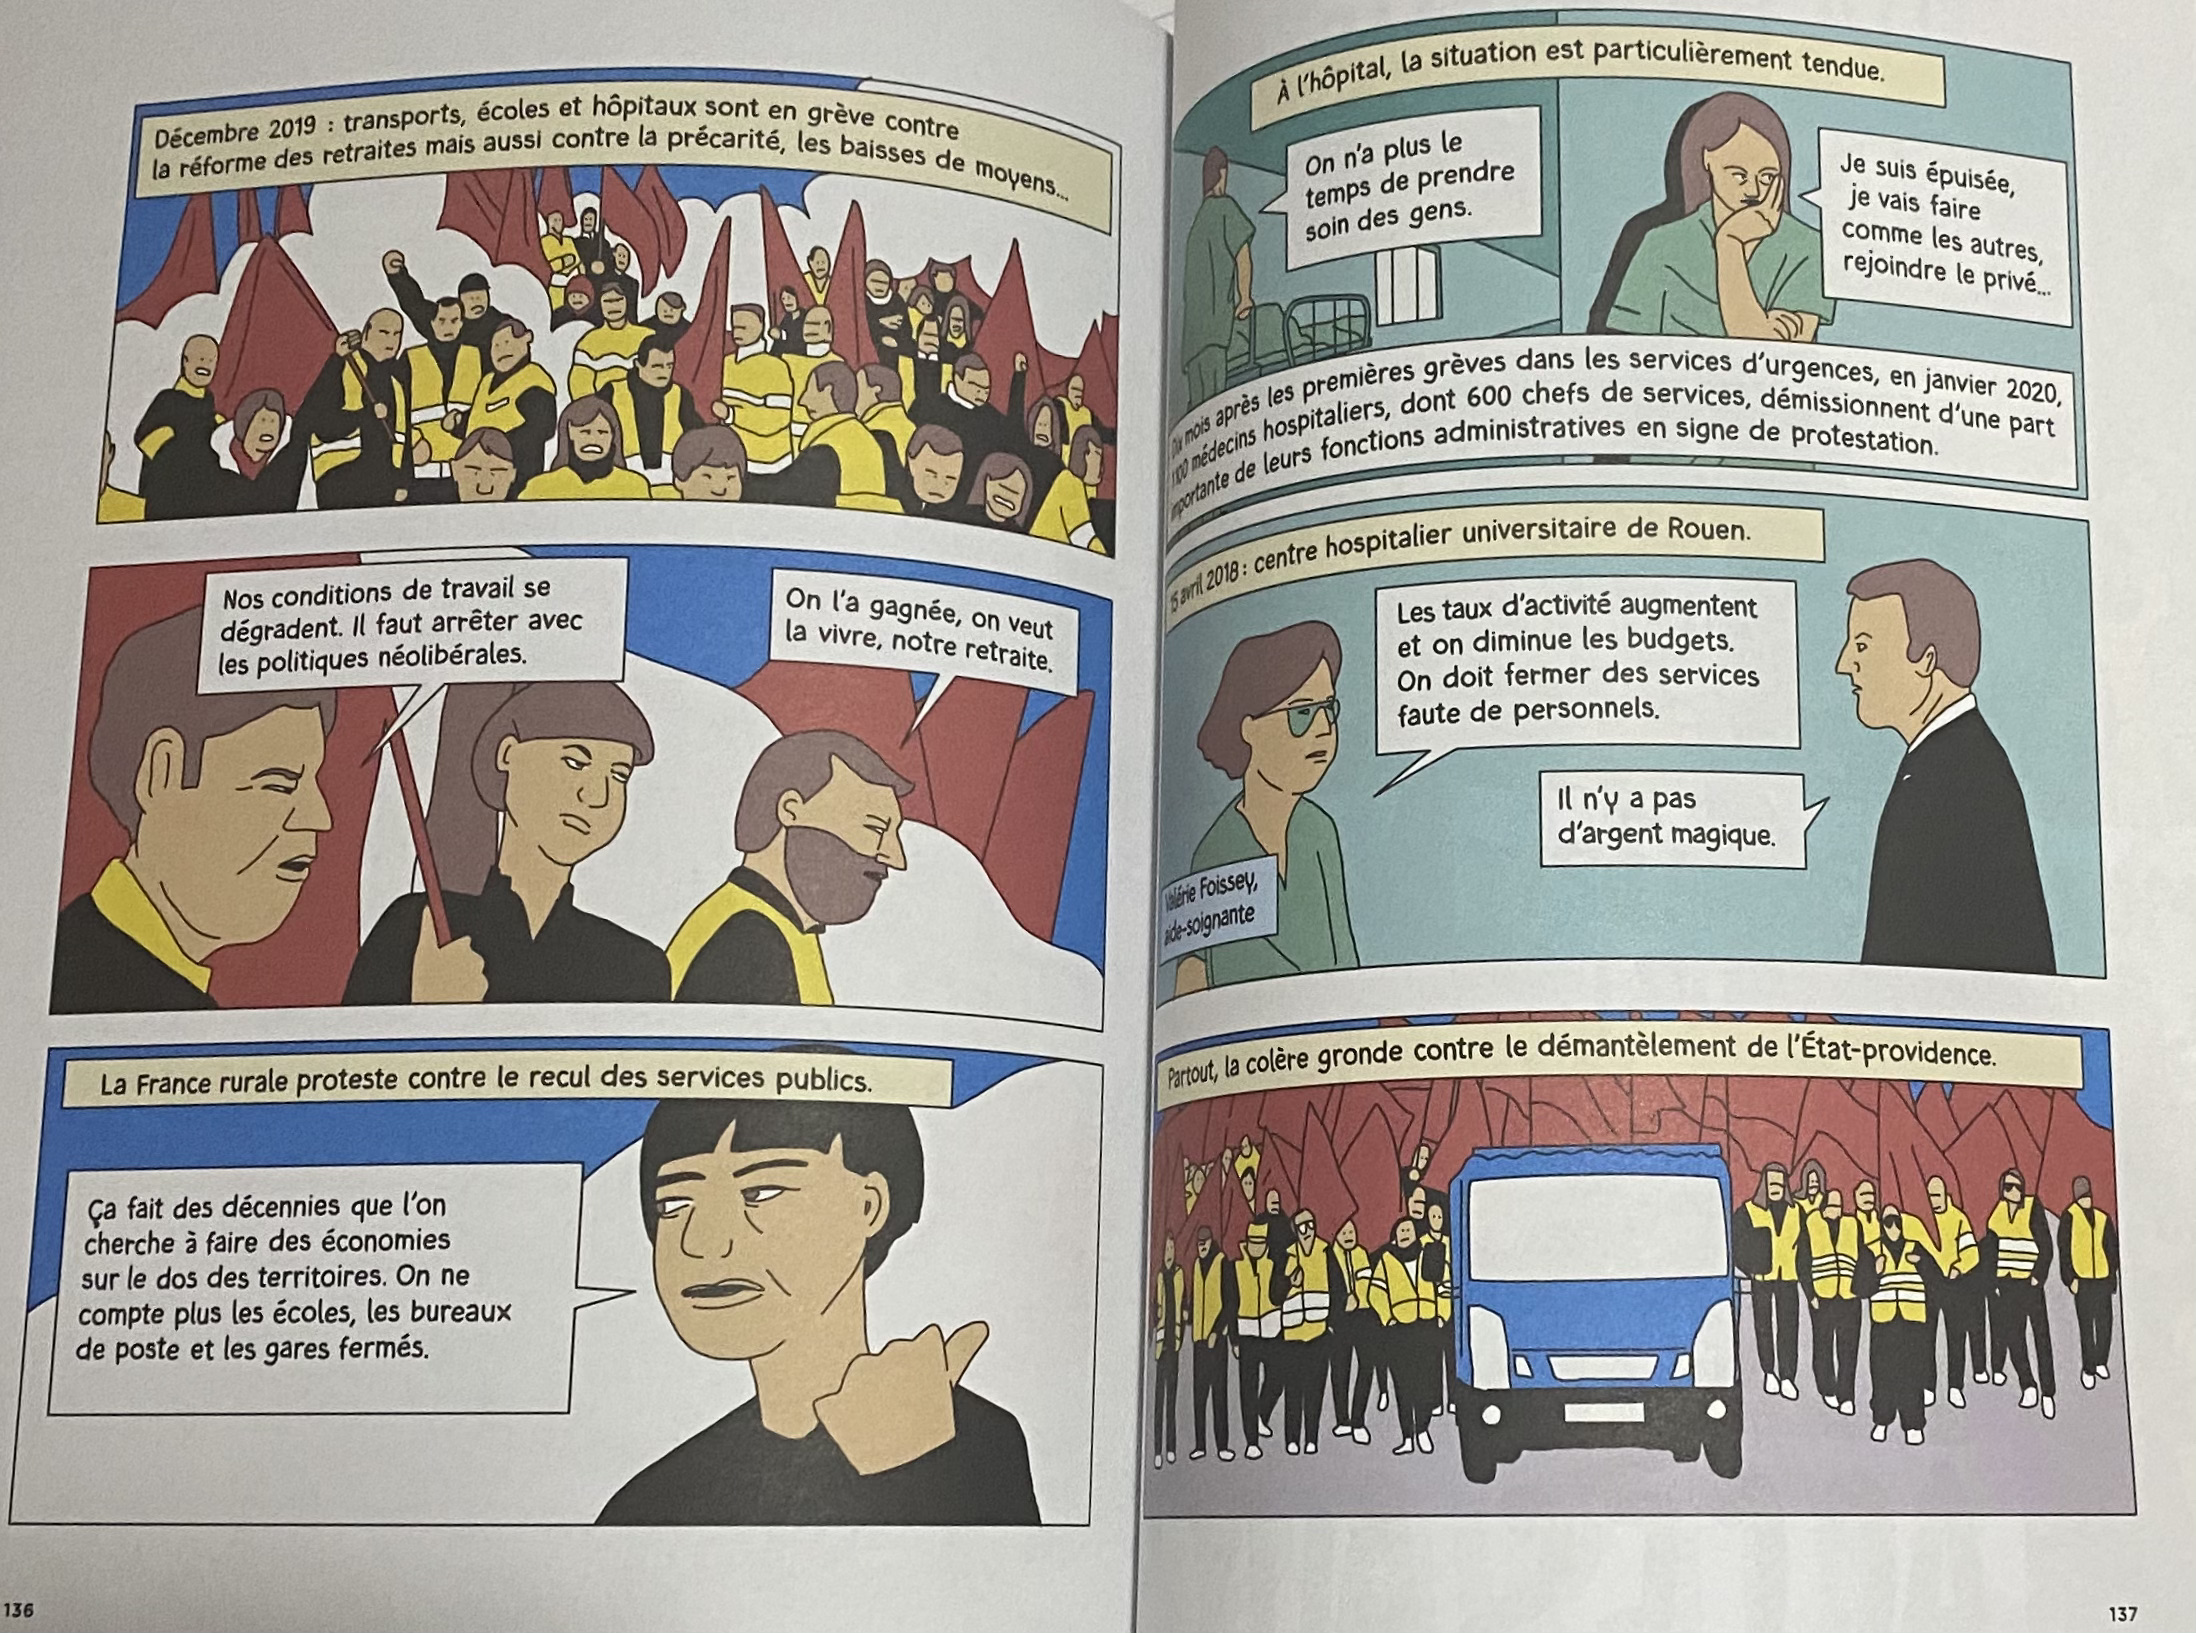 Décembre 2019 : transports, écoles et hôpitaux sont en grève contre
la réforme des retraites mais aussi contre la précarité, les baisses de moyens...
Nos conditions de travail se
dégradent. Il faut arrêter avec
les politiques néolibérales.
On l'a gagnée, on veut
la vivre, notre retraite.
La France rurale proteste contre le recul des services publics.
Ça fait des décennies que l'on
cherche à faire des économies
sur le dos des territoires. On ne
compte plus les écoles, les bureaux
de poste et les gares fermés.
136
À l'hôpital, la situation est particulièrement tendue.
On n'a plus le
temps de prendre
soin des gens.
Je suis épuisée,
je vais faire
comme les autres,
rejoindre le privé...
Dix mois après les premières grèves dans les services d'urgences, en janvier 2020,
1100 médecins hospitaliers, dont 600 chefs de services, démissionnent d'une part
importante de leurs fonctions administratives en signe de protestation.
avril 2018 : centre hospitalier universitaire de Rouen.
Les taux d'activité augmentent
et on diminue les budgets.
On doit fermer des services
faute de personnels.
Il n'y a pas
d'argent magique.
Valérie Foissey,
aide-soignante
Partout, la colère gronde contre le démantèlement de l'État-providence.
137